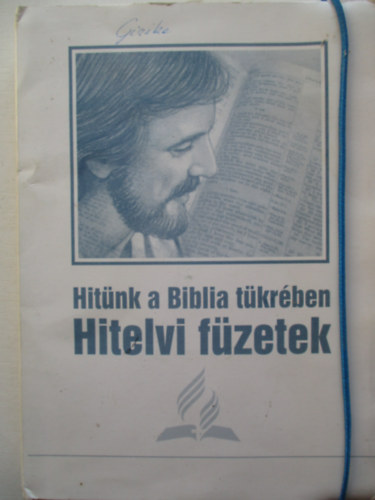 Hitünk a Biblia tükrében
Hitelvi füzetek